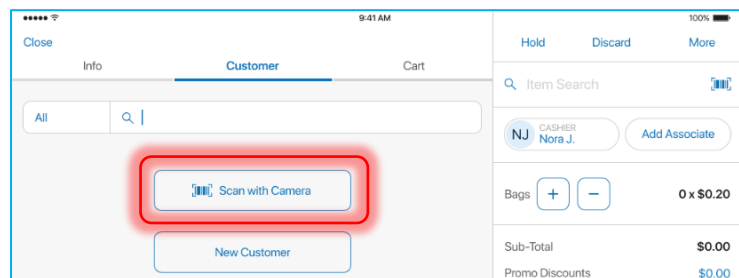 9:41 AM
100%
Close
Info
Customer
Cart
All
Scan with Camera
New Customer
Hold
Discard
More
Item Search
NJ
CASHIER
Nora J.
Add Associate
Bags
+
−
0 x $0.20
Sub-Total
$0.00
Promo Discounts
$0.00